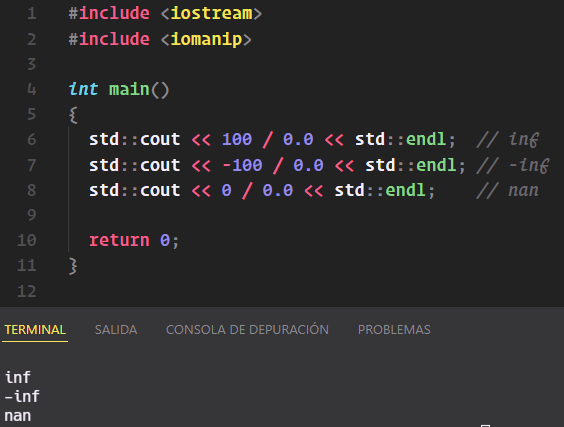 1 #include <iostream>
2 #include <iomanip>
3
4 int main()
5 {
6 std::cout << 100 / 0.0 << std::endl; // inf
7 std::cout << -100 / 0.0 << std::endl; // -inf
8 std::cout << 0 / 0.0 << std::endl; // nan
9
10 return 0;
11 }
12
TERMINAL SALIDA CONSOLA DE DEPURACIÓN PROBLEMAS
inf
-inf
nan